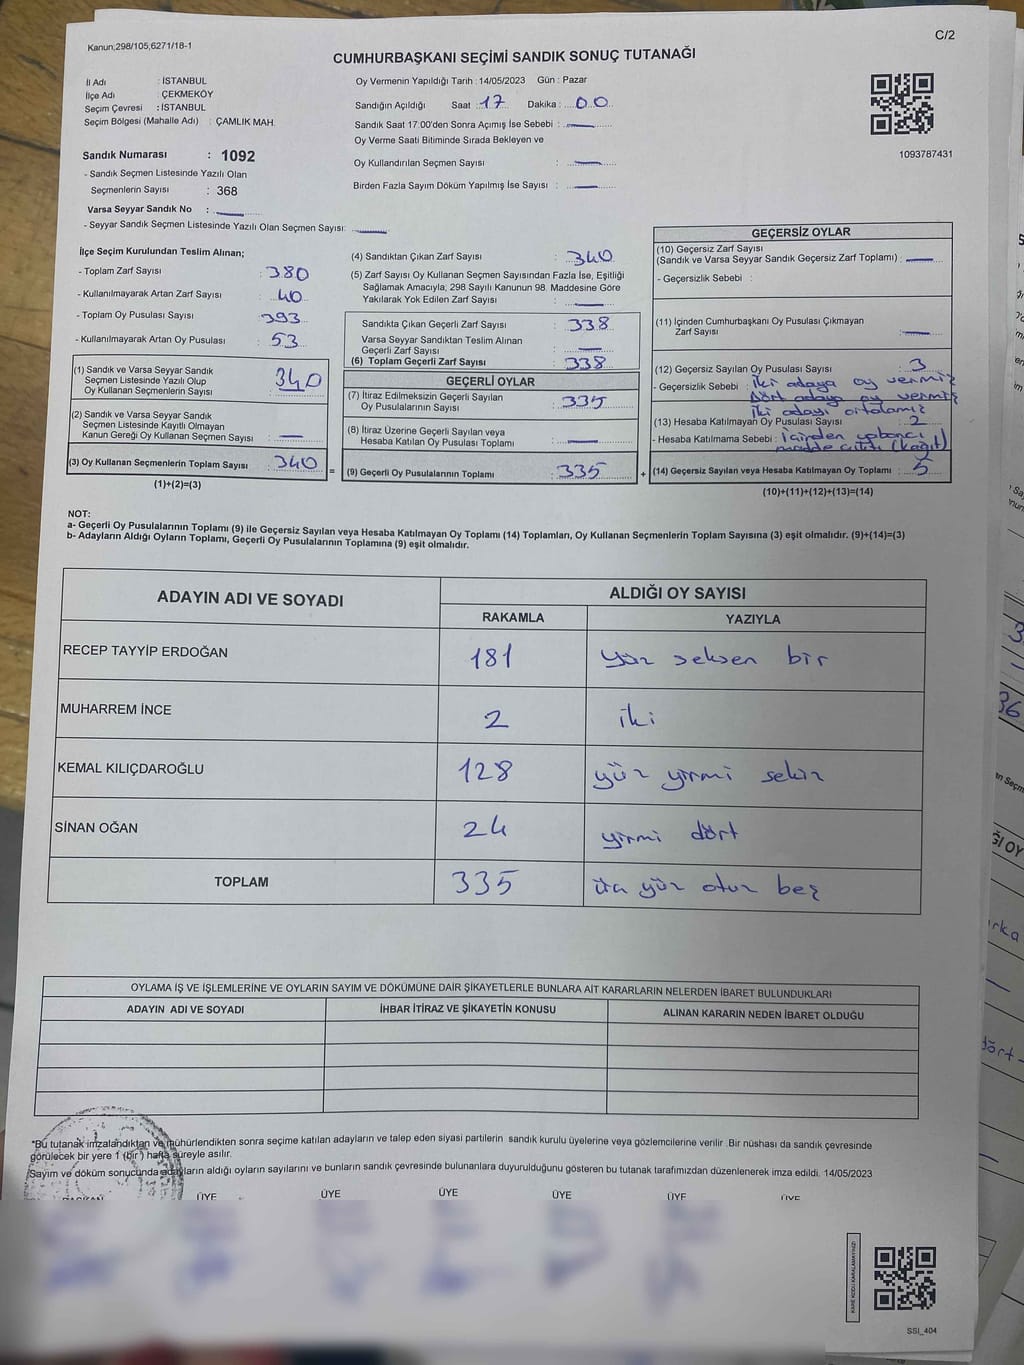 Kanun;298/105,6271/18-1
C/2
CUMHURBAŞKANI SEÇİMİ SANDIK SONUÇ TUTANAĞI
İl Adı : İSTANBUL
İlçe Adı : ÇEKMEKÖY
Seçim Çevresi : İSTANBUL
Seçim Bölgesi (Mahalle Adı) : ÇAMLIK MAH.
Sandık Numarası : 1092
- Sandık Seçmen Listesinde Yazılı Olan
Seçmenlerin Sayısı : 368
Varsa Seyyar Sandık No : —
- Seyyar Sandık Seçmen Listesinde Yazılı Olan Seçmen Sayısı: —
Oy Vermenin Yapıldığı Tarih : 14/05/2023 Gün : Pazar
Sandığın Açıldığı Saat : 17 Dakika : 00
Sandık Saat 17.00'den Sonra Açımış İse Sebebi : —
Oy Verme Saati Bitiminde Sırada Bekleyen ve
Oy Kullandırılan Seçmen Sayısı : —
Birden Fazla Sayım Döküm Yapılmış İse Sayısı : —
1093787431
İlçe Seçim Kurulundan Teslim Alınan;
- Toplam Zarf Sayısı : 380
- Kullanılmayarak Artan Zarf Sayısı : 40
- Toplam Oy Pusulası Sayısı : 393
- Kullanılmayarak Artan Oy Pusulası : 53
(1) Sandık ve Varsa Seyyar Sandık
Seçmen Listesinde Yazılı Olup
Oy Kullanan Seçmenlerin Sayısı : 340
(2) Sandık ve Varsa Seyyar Sandık
Seçmen Listesinde Kayıtlı Olmayan
Kanun Gereği Oy Kullanan Seçmen Sayısı : —
(3) Oy Kullanan Seçmenlerin Toplam Sayısı : 340 =
(1)+(2)=(3)
(4) Sandıktan Çıkan Zarf Sayısı : 340
(5) Zarf Sayısı Oy Kullanan Seçmen Sayısından Fazla İse, Eşitliği
Sağlamak Amacıyla, 298 Sayılı Kanunun 98. Maddesine Göre
Yakılarak Yok Edilen Zarf Sayısı : —
Sandıkta Çıkan Geçerli Zarf Sayısı : 338
Varsa Seyyar Sandıktan Teslim Alınan
Geçerli Zarf Sayısı : —
(6) Toplam Geçerli Zarf Sayısı : 338
GEÇERLİ OYLAR
(7) İtiraz Edilmeksizin Geçerli Sayılan
Oy Pusulalarının Sayısı : 335
(8) İtiraz Üzerine Geçerli Sayılan veya
Hesaba Katılan Oy Pusulası Toplamı : —
(9) Geçerli Oy Pusulalarının Toplamı : 335 +
GEÇERSİZ OYLAR
(10) Geçersiz Zarf Sayısı
(Sandık ve Varsa Seyyar Sandık Geçersiz Zarf Toplamı) : —
- Geçersizlik Sebebi :
(11) İçinden Cumhurbaşkanı Oy Pusulası Çıkmayan
Zarf Sayısı : —
(12) Geçersiz Sayılan Oy Pusulası Sayısı : 3
- Geçersizlik Sebebi : İki adaya oy vermiş
Dört adaya oy vermiş
İki adayı ortalamış
(13) Hesaba Katılmayan Oy Pusulası Sayısı : 2
- Hesaba Katılmama Sebebi : İçinden yabancı
madde çıktı (kağıt)
(14) Geçersiz Sayılan veya Hesaba Katılmayan Oy Toplamı : 5
(10)+(11)+(12)+(13)=(14)
NOT:
a- Geçerli Oy Pusulalarının Toplamı (9) ile Geçersiz Sayılan veya Hesaba Katılmayan Oy Toplamı (14) Toplamları, Oy Kullanan Seçmenlerin Toplam Sayısına (3) eşit olmalıdır. (9)+(14)=(3)
b- Adayların Aldığı Oyların Toplamı, Geçerli Oy Pusulalarının Toplamına (9) eşit olmalıdır.
ADAYIN ADI VE SOYADI ALDIĞI OY SAYISI
RAKAMLA YAZIYLA
RECEP TAYYİP ERDOĞAN 181 yüz seksen bir
MUHARREM İNCE 2 iki
KEMAL KILIÇDAROĞLU 128 yüz yirmi sekiz
SİNAN OĞAN 24 yirmi dört
TOPLAM 335 üç yüz otuz beş
OYLAMA İŞ VE İŞLEMLERİNE VE OYLARIN SAYIM VE DÖKÜMÜNE DAİR ŞİKAYETLERLE BUNLARA AİT KARARLARIN NELERDEN İBARET BULUNDUKLARI
ADAYIN ADI VE SOYADI İHBAR İTİRAZ VE ŞİKAYETİN KONUSU ALINAN KARARIN NEDEN İBARET OLDUĞU
"Bu tutanak imzalandıktan ve mühürlendikten sonra seçime katılan adayların ve talep eden siyasi partilerin sandık kurulu üyelerine veya gözlemcilerine verilir .Bir nüshası da sandık çevresinde
görülecek bir yere 1 (bir ) hafta süreyle asılır.
Sayım ve döküm sonucunda adayların aldığı oyların sayılarını ve bunların sandık çevresinde bulunanlara duyurulduğunu gösteren bu tutanak tarafımızdan düzenlenerek imza edildi. 14/05/2023
BAŞKAN ÜYE ÜYE ÜYE ÜYE ÜYE ÜYE
KARE KODU KARALAMAYINIZ!
SSI_404